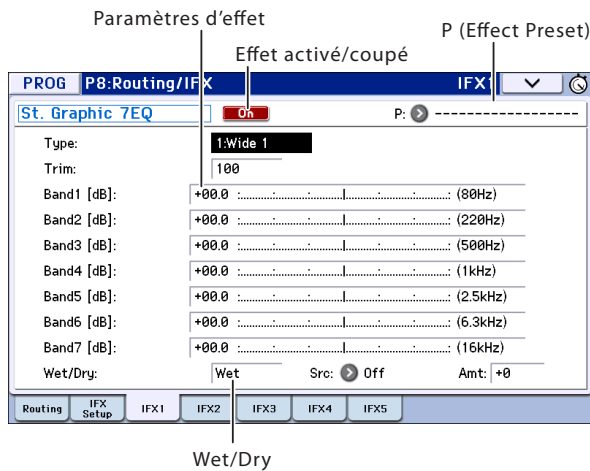 Paramètres d'effet
P (Effect Preset)
Effet activé/coupé
PROG P8:Routing/IFX IFX1
St. Graphic 7EQ On P: --------------------
Type: 1:Wide 1
Trim: 100
Band1 [dB]: +00.0 (80Hz)
Band2 [dB]: +00.0 (220Hz)
Band3 [dB]: +00.0 (500Hz)
Band4 [dB]: +00.0 (1kHz)
Band5 [dB]: +00.0 (2.5kHz)
Band6 [dB]: +00.0 (6.3kHz)
Band7 [dB]: +00.0 (16kHz)
Wet/Dry: Wet Src: Off Amt: +0
Routing IFX Setup IFX1 IFX2 IFX3 IFX4 IFX5
Wet/Dry